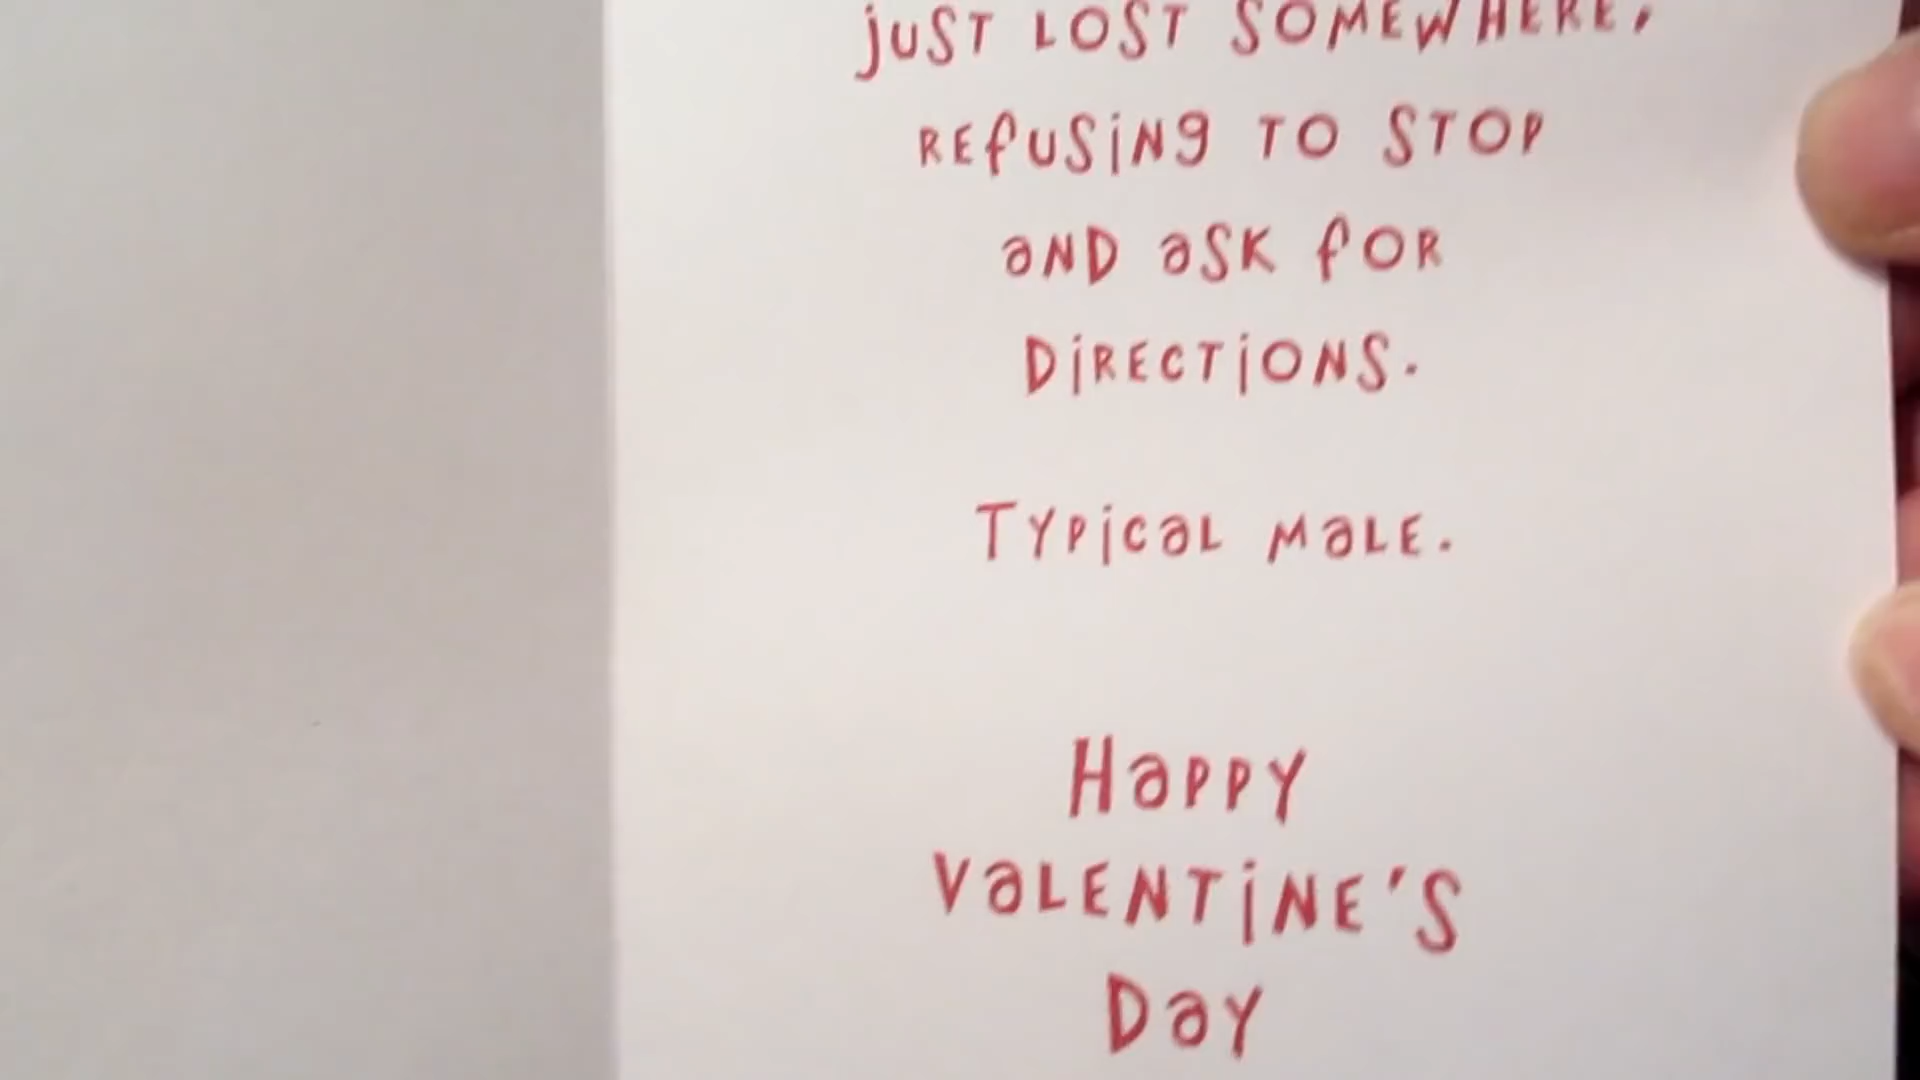 just lost somewhere,
refusing to stop
and ask for
directions.
Typical male.
Happy
Valentine's
Day